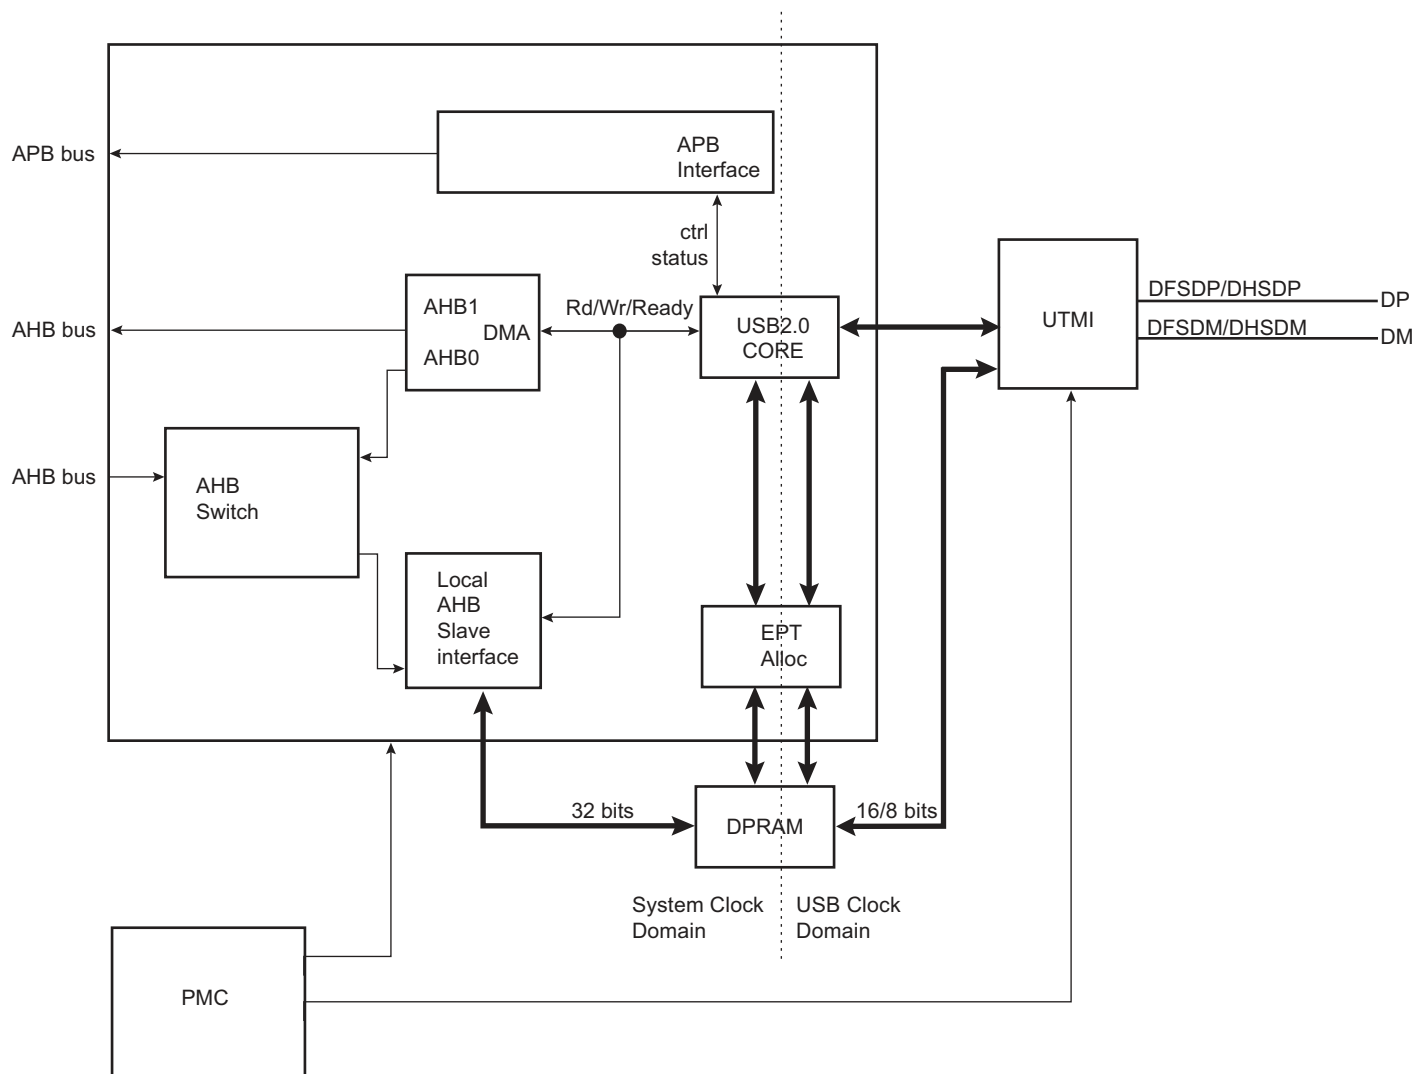 APB bus
APB
Interface
ctrl
status
AHB bus
AHB1
DMA
AHB0
Rd/Wr/Ready
USB2.0
CORE
UTMI
DFSDP/DHSDP
DP
DFSDM/DHSDM
DM
AHB bus
AHB
Switch
Local
AHB
Slave
interface
EPT
Alloc
32 bits
DPRAM
16/8 bits
System Clock
Domain
USB Clock
Domain
PMC